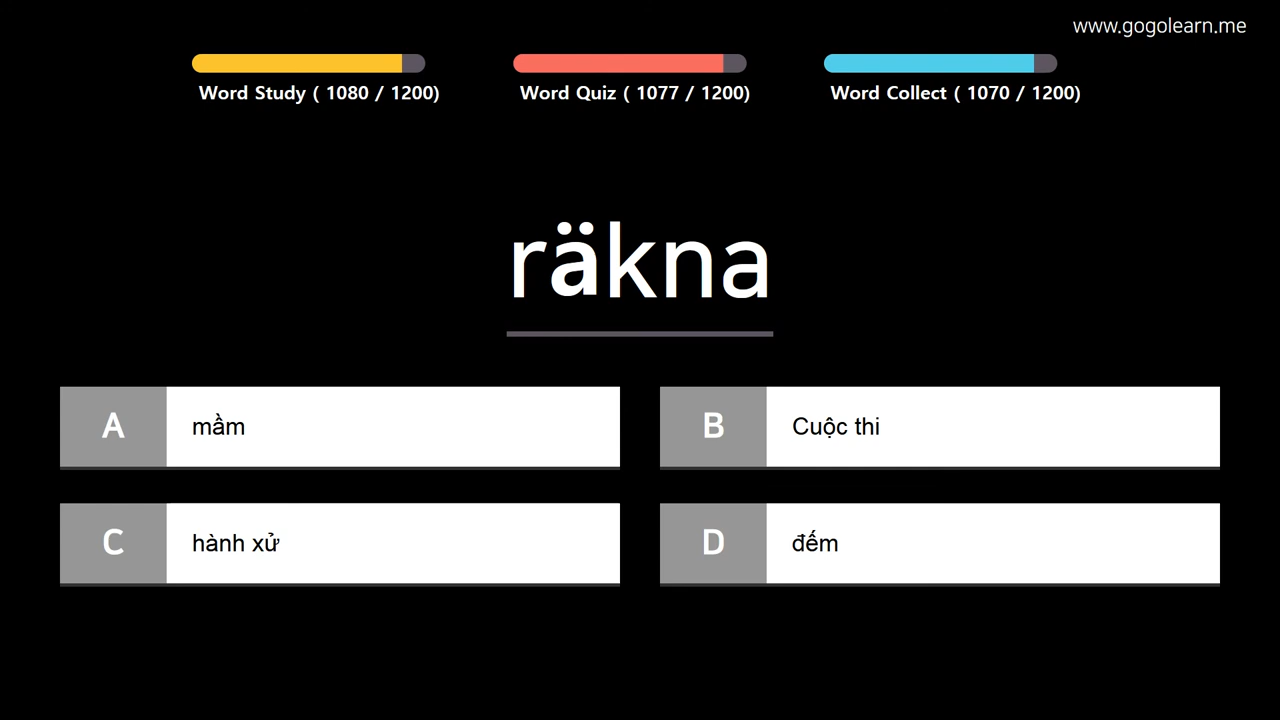 www.gogolearn.me
Word Study ( 1080 / 1200)
Word Quiz ( 1077 / 1200)
Word Collect ( 1070 / 1200)
räkna
A mầm
B Cuộc thi
C hành xử
D đếm